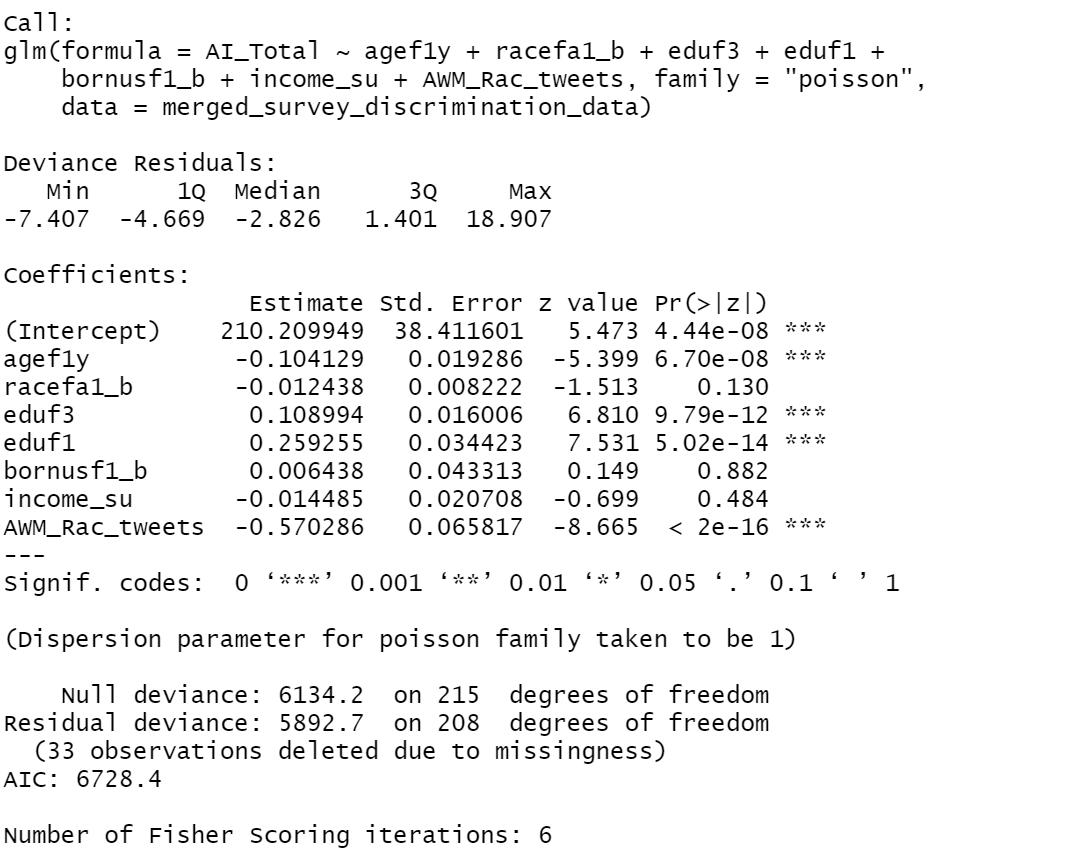 Call:
glm(formula = AI_Total ~ agef1y + racefa1_b + eduf3 + eduf1 +
    bornusf1_b + income_su + AWM_Rac_tweets, family = "poisson",
    data = merged_survey_discrimination_data)

Deviance Residuals:
   Min      1Q  Median      3Q     Max
-7.407  -4.669  -2.826   1.401  18.907

Coefficients:
                Estimate Std. Error z value Pr(>|z|)
(Intercept)    210.209949  38.411601   5.473 4.44e-08 ***
agef1y          -0.104129   0.019286  -5.399 6.70e-08 ***
racefa1_b       -0.012438   0.008222  -1.513    0.130
eduf3            0.108994   0.016006   6.810 9.79e-12 ***
eduf1            0.259255   0.034423   7.531 5.02e-14 ***
bornusf1_b       0.006438   0.043313   0.149    0.882
income_su       -0.014485   0.020708  -0.699    0.484
AWM_Rac_tweets  -0.570286   0.065817  -8.665  < 2e-16 ***
---
Signif. codes:  0 ‘***’ 0.001 ‘**’ 0.01 ‘*’ 0.05 ‘.’ 0.1 ‘ ’ 1

(Dispersion parameter for poisson family taken to be 1)

    Null deviance: 6134.2  on 215  degrees of freedom
Residual deviance: 5892.7  on 208  degrees of freedom
  (33 observations deleted due to missingness)
AIC: 6728.4

Number of Fisher Scoring iterations: 6